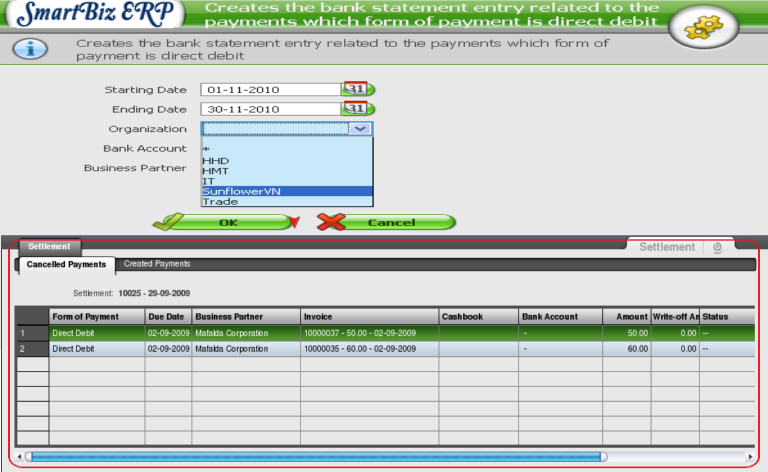 SmartBiz ERP
Creates the bank statement entry related to the
payments which form of payment is direct debit
Creates the bank statement entry related to the payments which form of
payment is direct debit
Starting Date 01-11-2010 31
Ending Date 30-11-2010 31
Organization
Bank Account *
Business Partner HHD
HMT
IT
SunflowerVN
Trade
OK Cancel
Settlement Settlement
Cancelled Payments Created Payments
Settlement: 10025 - 29-09-2009
Form of Payment Due Date Business Partner Invoice Cashbook Bank Account Amount Write-off Am Status
1 Direct Debit 02-09-2009 Mafalda Corporation 10000037 - 50.00 - 02-09-2009 - 50.00 0.00 --
2 Direct Debit 02-09-2009 Mafalda Corporation 10000035 - 60.00 - 02-09-2009 - 60.00 0.00 --